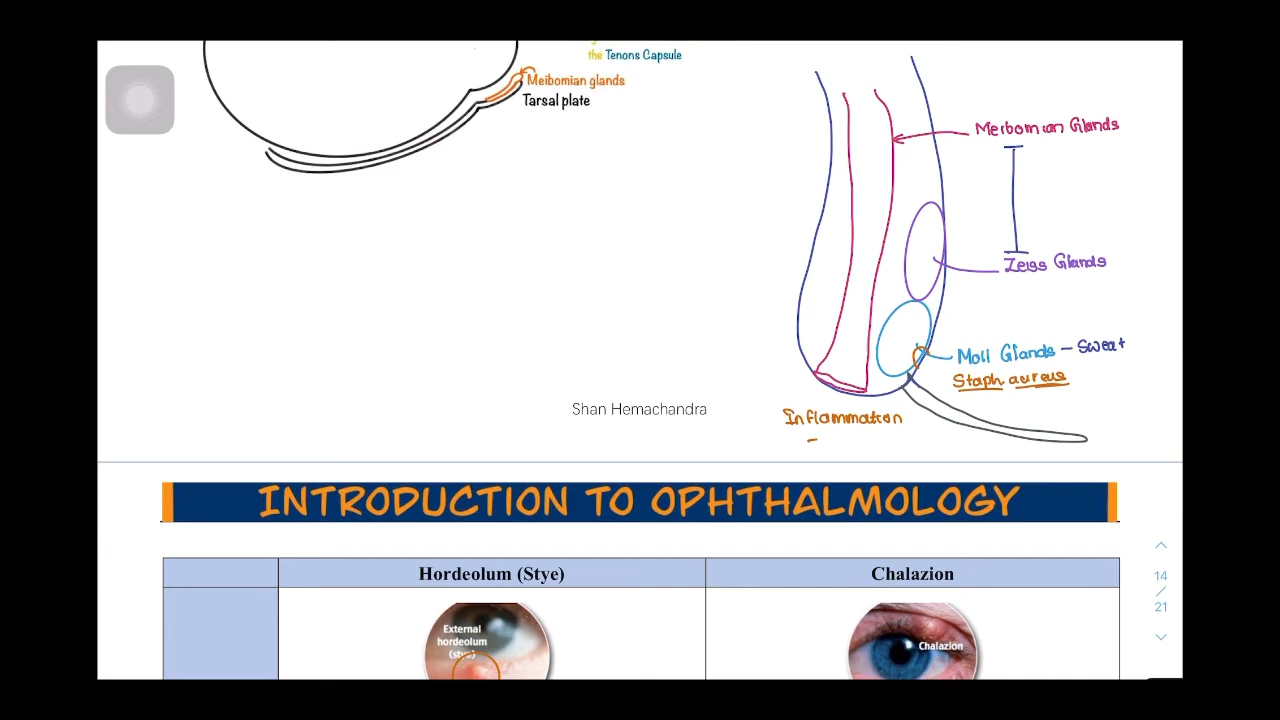 the Tenons Capsule
Meibomian glands
Tarsal plate
Meibomian Glands
Zeiss Glands
Moll Glands - Sweat
Staph. aureus
Shan Hemachandra
Inflammation
INTRODUCTION TO OPHTHALMOLOGY
Hordeolum (Stye)
Chalazion
External
hordeolum
(stye)
Chalazion
14
/
21